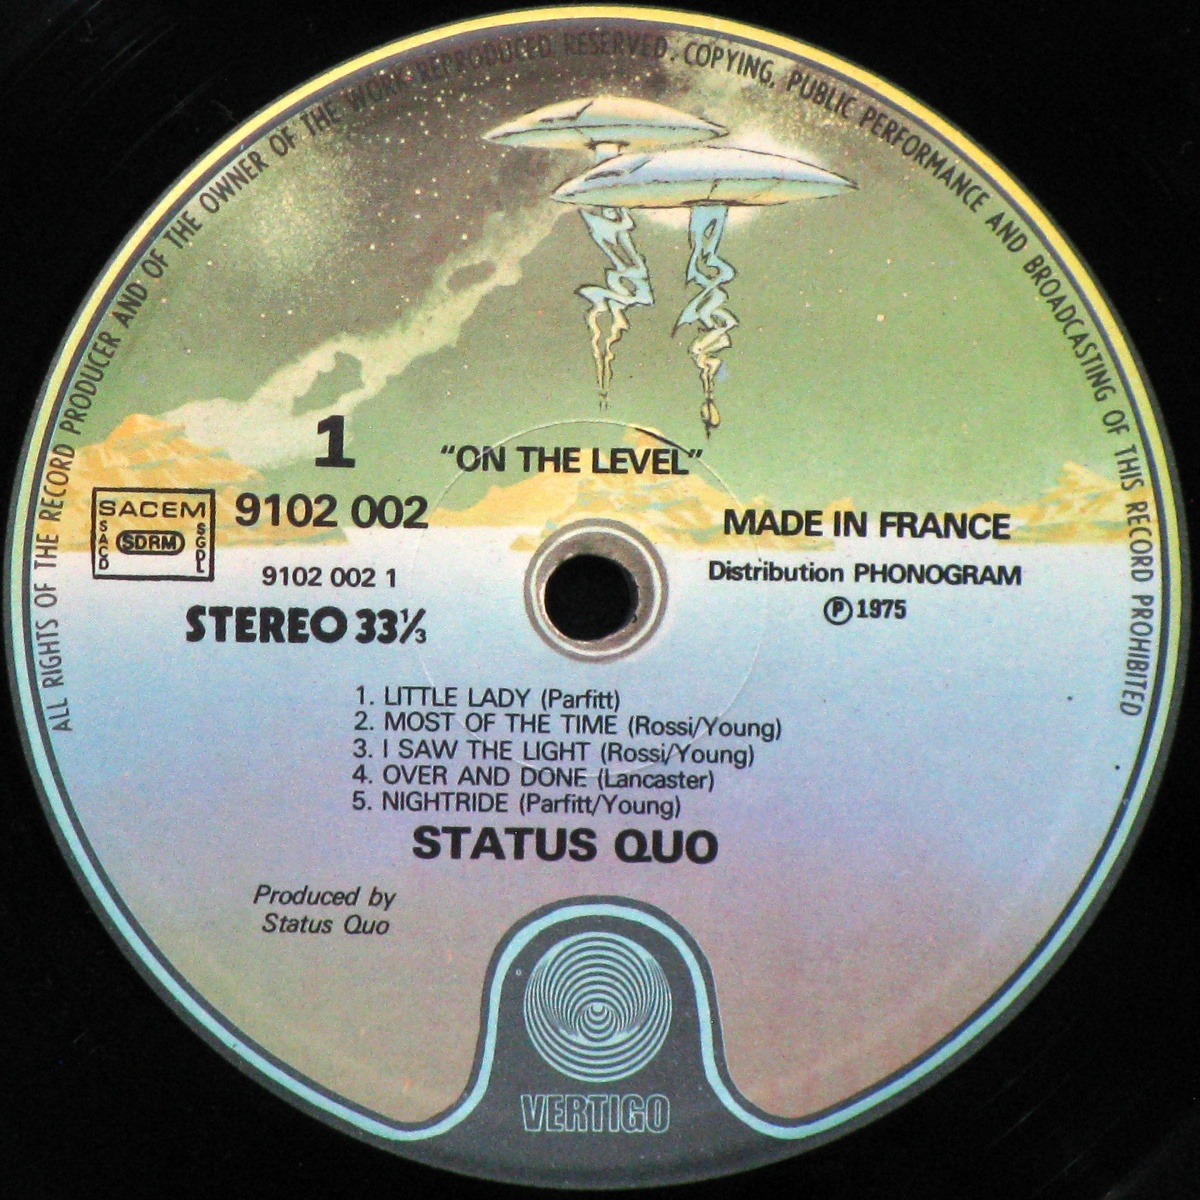 ALL RIGHTS OF THE RECORD PRODUCER AND OF THE OWNER OF THE WORK REPRODUCED RESERVED. COPYING, PUBLIC PERFORMANCE AND BROADCASTING OF THIS RECORD PROHIBITED
1
"ON THE LEVEL"
SACEM
SACD
SDRM
SGDL
9102 002
MADE IN FRANCE
9102 002 1
Distribution PHONOGRAM
STEREO 33⅓
Ⓟ 1975
1. LITTLE LADY (Parfitt)
2. MOST OF THE TIME (Rossi/Young)
3. I SAW THE LIGHT (Rossi/Young)
4. OVER AND DONE (Lancaster)
5. NIGHTRIDE (Parfitt/Young)
STATUS QUO
Produced by
Status Quo
VERTIGO